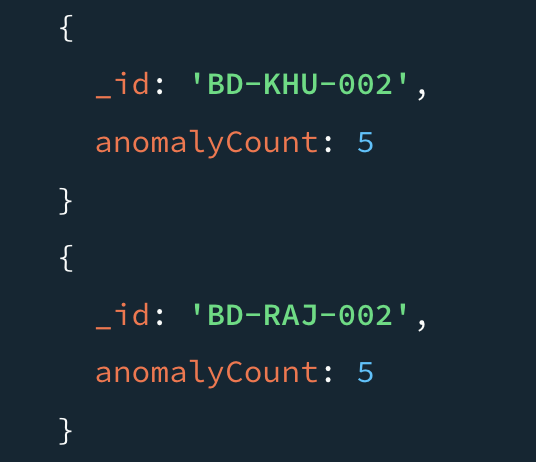 {
_id: 'BD-KHU-002',
anomalyCount: 5
}
{
_id: 'BD-RAJ-002',
anomalyCount: 5
}